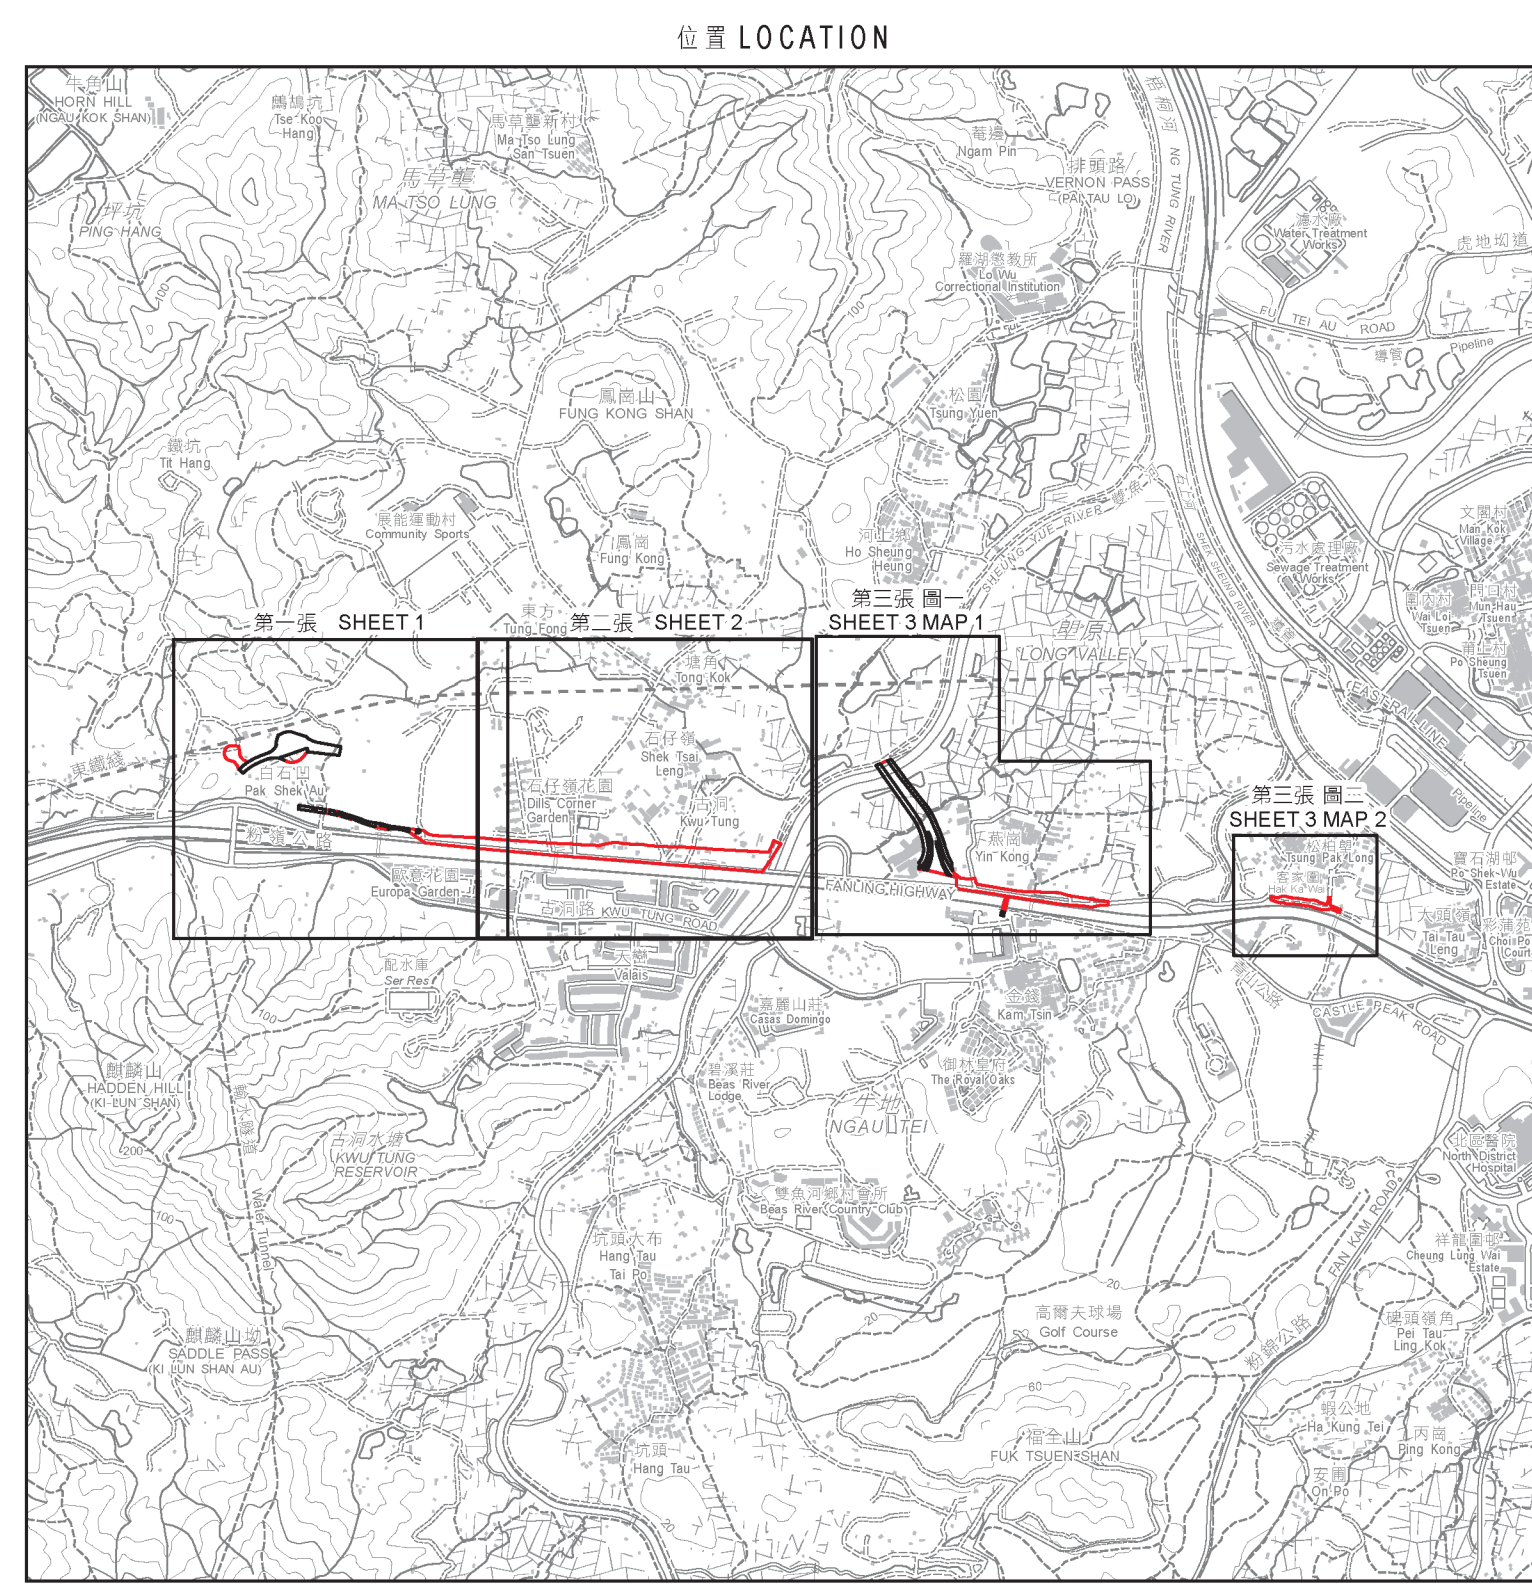 位置 LOCATION
牛角山
HORN HILL
(NGAU KOK SHAN)
鷓鴣坑
Tse Koo
Hang
馬草壟新村
Ma Tso Lung
San Tsuen
馬草壟
MA TSO LUNG
坪坑
PING HANG
菴邊
Ngam Pin
排頭路
VERNON PASS
(PAI TAU LO)
梧桐河 NG TUNG RIVER
濾水廠
Water Treatment
Works
虎地坳道
FU TEI AU ROAD
導管
Pipeline
羅湖懲教所
Lo Wu
Correctional Institution
100
100
鳳崗山
FUNG KONG SHAN
松園
Tsung Yuen
鐵坑
Tit Hang
展能運動村
Community Sports
鳳崗
Fung Kong
河上鄉
Ho Sheung
Heung
SHEUNG YUE RIVER 雙魚河
石上河
SHEK SHEUNG RIVER
導管
文閣村
Man Kok
Village
污水處理廠
Sewage Treatment
Works
圍內村
Wai Loi
Tsuen
門口村
Mun Hau
Tsuen
莆上村
Po Sheung
Tsuen
東方
Tung Fong
第一張 SHEET 1
第二張 SHEET 2
第三張 圖一
SHEET 3 MAP 1
塱原
LONG VALLEY
塘角
Tong Kok
EAST RAIL LINE
Pipeline
東鐵綫
白石凹
Pak Shek Au
石仔嶺
Shek Tsai
Leng
石仔嶺花園
Dills Corner
Garden
古洞
Kwu Tung
粉嶺公路
燕崗
Yin Kong
第三張 圖二
SHEET 3 MAP 2
松柏塱
Tsung Pak Long
客家圍
Hak Ka Wai
寶石湖邨
Po Shek Wu
Estate
歐意花園
Europa Garden
FANLING HIGHWAY
古洞路 KWU TUNG ROAD
大頭嶺
Tai Tau
Leng
彩蒲苑
Choi Po
Court
天巒
Valais
配水庫
Ser Res
100
嘉麗山莊
Casas Domingo
金錢
Kam Tsin
青山公路
CASTLE PEAK ROAD
麒麟山
HADDEN HILL
(KI LUN SHAN)
輸水隧道
Water Tunnel
碧溪莊
Beas River
Lodge
御林皇府
The Royal Oaks
牛地
NGAU TEI
200
古洞水塘
KWU TUNG
RESERVOIR
北區醫院
North District
Hospital
100
雙魚河鄉村會所
Beas River Country Club
FAN KAM ROAD
坑頭大布
Hang Tau
Tai Po
祥龍圍邨
Cheung Lung Wai
Estate
20
20
高爾夫球場
Golf Course
麒麟山坳
SADDLE PASS
(KI LUN SHAN AU)
粉錦公路
碑頭嶺角
Pei Tau
Ling Kok
60
蝦公地
Ha Kung Tei
丙崗
Ping Kong
福全山
FUK TSUEN SHAN
坑頭
Hang Tau
安圃
On Po
20